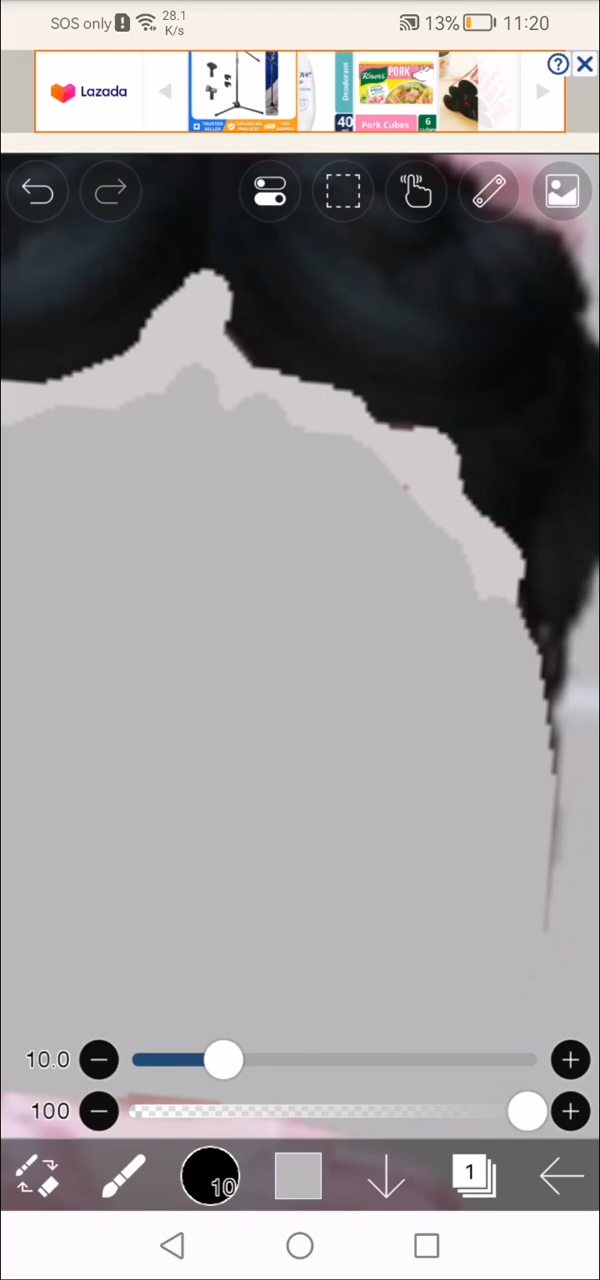 SOS only 28.1 K/s 13% 11:20
Lazada
Deodorant
40
Knorr PORK
Pork Cubes
6
10.0
100
10
1